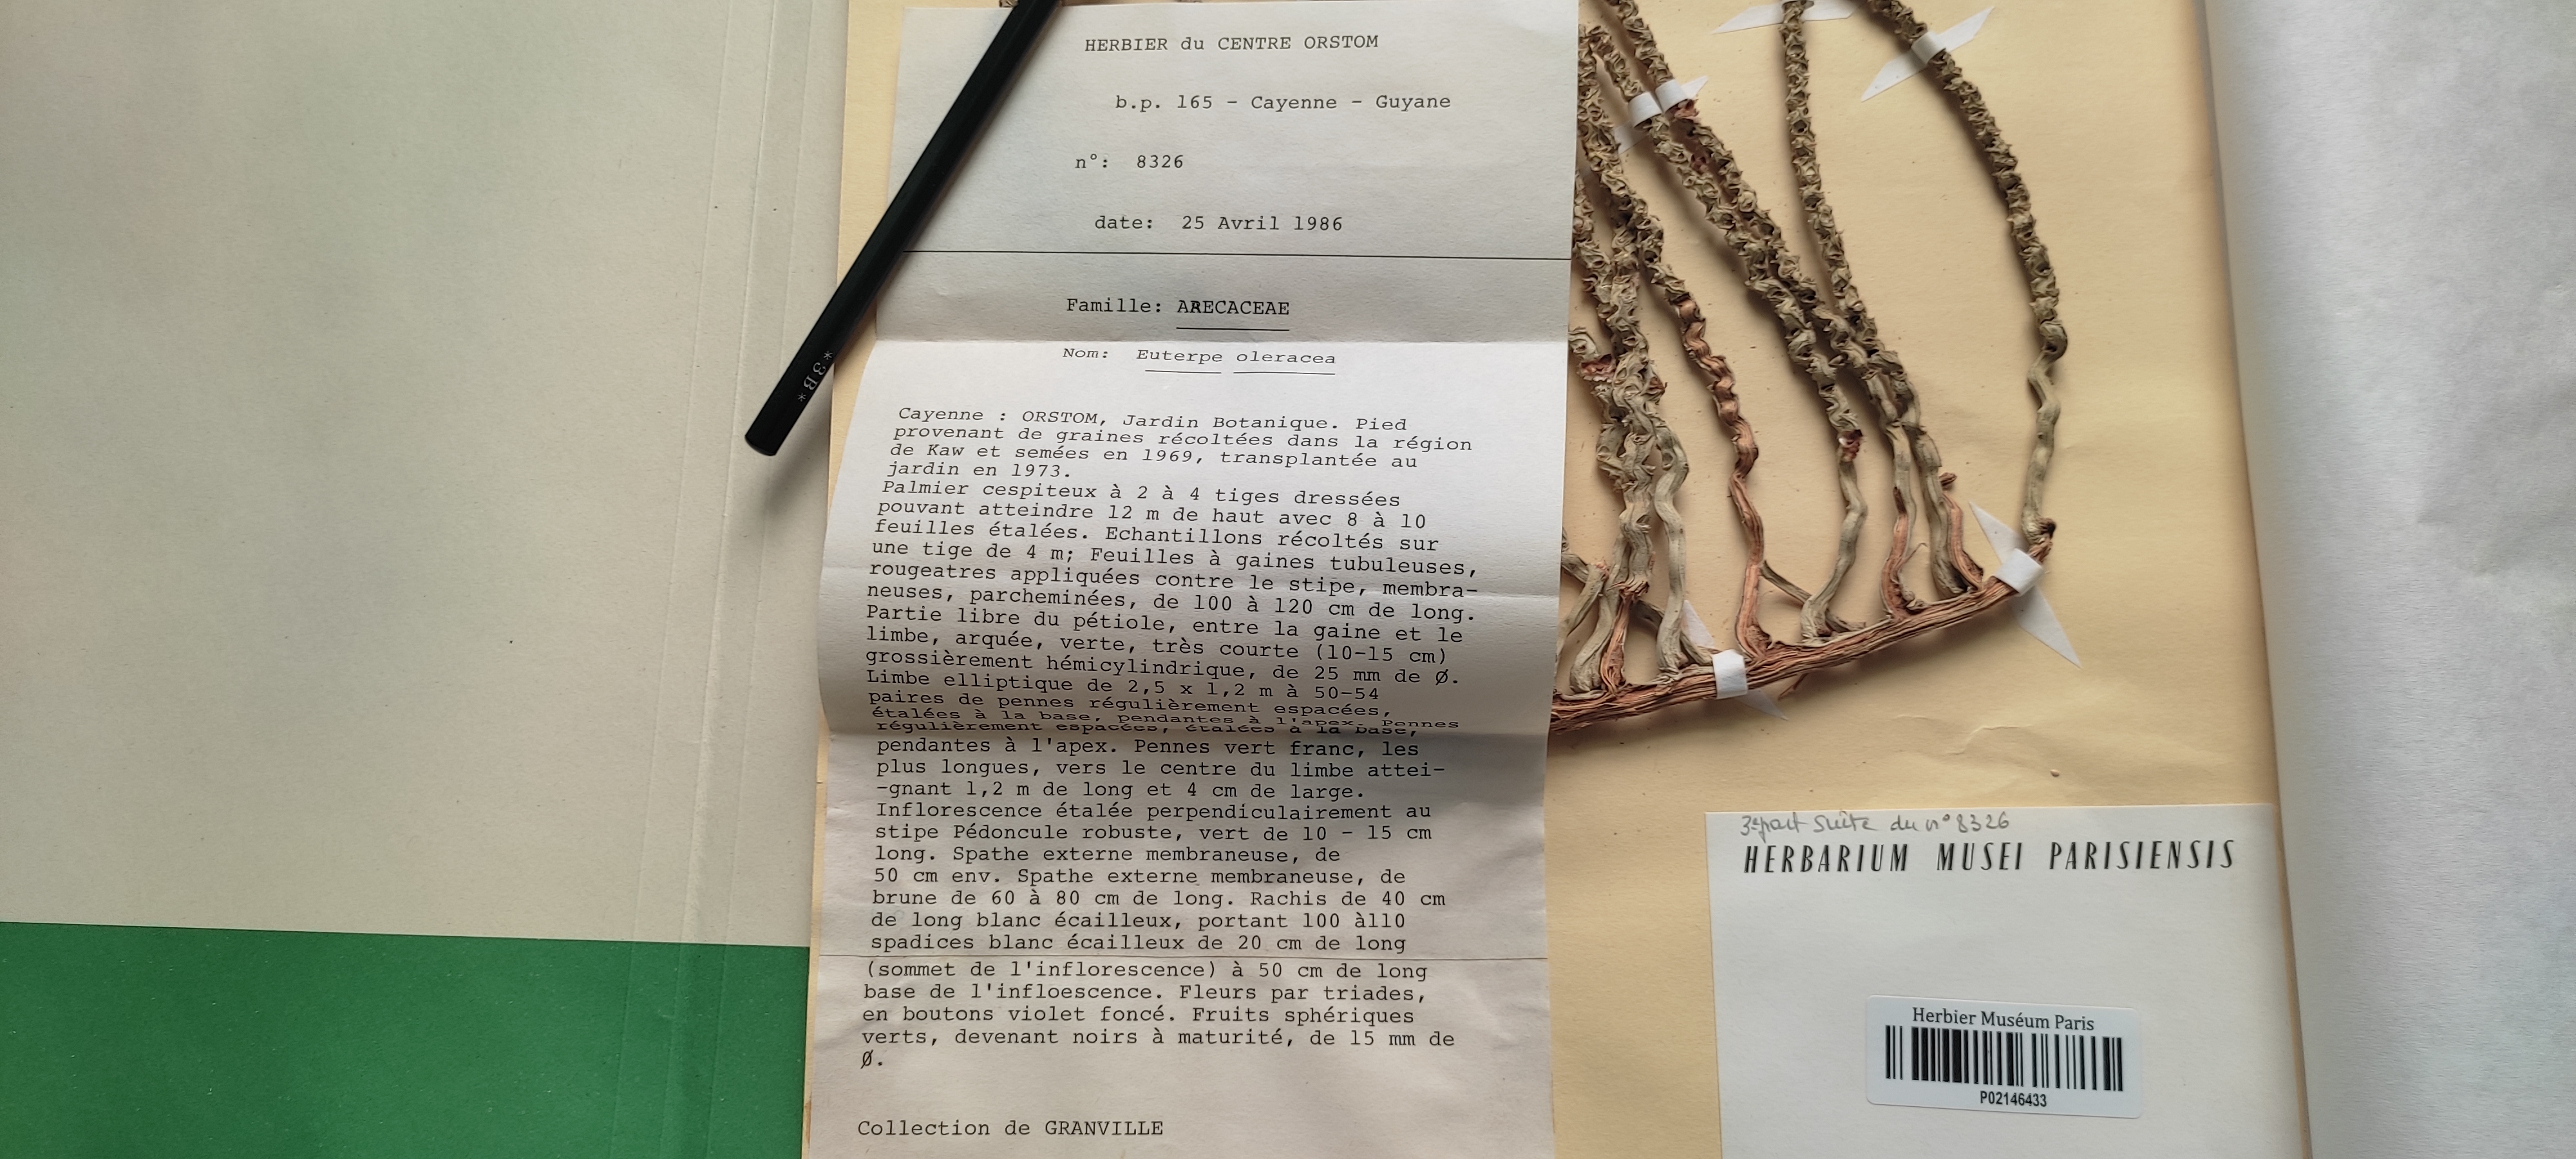 HERBIER du CENTRE ORSTOM
b.p. 165 - Cayenne - Guyane
n°: 8326
date: 25 Avril 1986
Famille: ARECACEAE
Nom: Euterpe oleracea
Cayenne : ORSTOM, Jardin Botanique. Pied
provenant de graines récoltées dans la région
de Kaw et semées en 1969, transplantée au
jardin en 1973.
Palmier cespiteux à 2 à 4 tiges dressées
pouvant atteindre 12 m de haut avec 8 à 10
feuilles étalées. Echantillons récoltés sur
une tige de 4 m; Feuilles à gaines tubuleuses,
rougeatres appliquées contre le stipe, membra-
neuses, parcheminées, de 100 à 120 cm de long.
Partie libre du pétiole, entre la gaine et le
limbe, arquée, verte, très courte (10-15 cm)
grossièrement hémicylindrique, de 25 mm de Ø.
Limbe elliptique de 2,5 x 1,2 m à 50-54
paires de pennes régulièrement espacées,
étalées à la base, pendantes à l'apex. Pennes
régulièrement espacées, étalées à la base,
pendantes à l'apex. Pennes vert franc, les
plus longues, vers le centre du limbe attei-
-gnant 1,2 m de long et 4 cm de large.
Inflorescence étalée perpendiculairement au
stipe Pédoncule robuste, vert de 10 - 15 cm
long. Spathe externe membraneuse, de
50 cm env. Spathe externe membraneuse, de
brune de 60 à 80 cm de long. Rachis de 40 cm
de long blanc écailleux, portant 100 à110
spadices blanc écailleux de 20 cm de long
(sommet de l'inflorescence) à 50 cm de long
base de l'infloescence. Fleurs par triades,
en boutons violet foncé. Fruits sphériques
verts, devenant noirs à maturité, de 15 mm de
Ø.
Collection de GRANVILLE
*3B*
3e part Suite du n° 8326
HERBARIUM MUSEI PARISIENSIS
Herbier Muséum Paris
P02146433